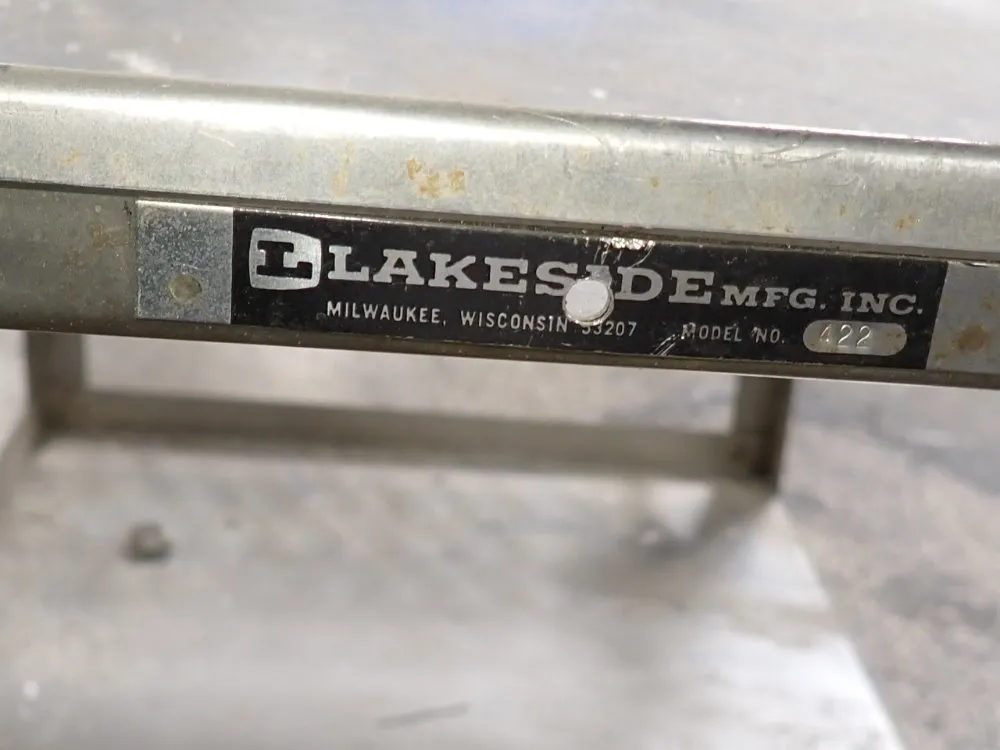 L LAKESIDE MFG. INC.
MILWAUKEE, WISCONSIN 53207 MODEL NO. 422